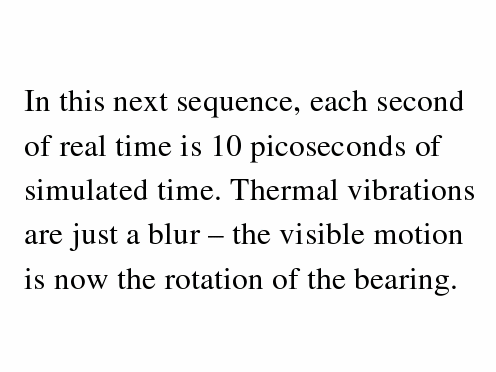 In this next sequence, each second
of real time is 10 picoseconds of
simulated time. Thermal vibrations
are just a blur – the visible motion
is now the rotation of the bearing.